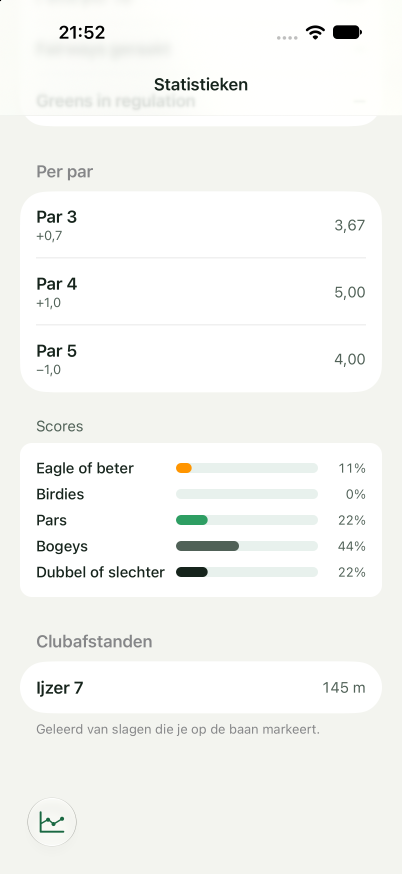 21:52
Statistieken
Greens in regulation
Per par
Par 3
3,67
+0,7
Par 4
5,00
+1,0
Par 5
4,00
−1,0
Scores
Eagle of beter 11%
Birdies 0%
Pars 22%
Bogeys 44%
Dubbel of slechter 22%
Clubafstanden
Ijzer 7 145 m
Geleerd van slagen die je op de baan markeert.